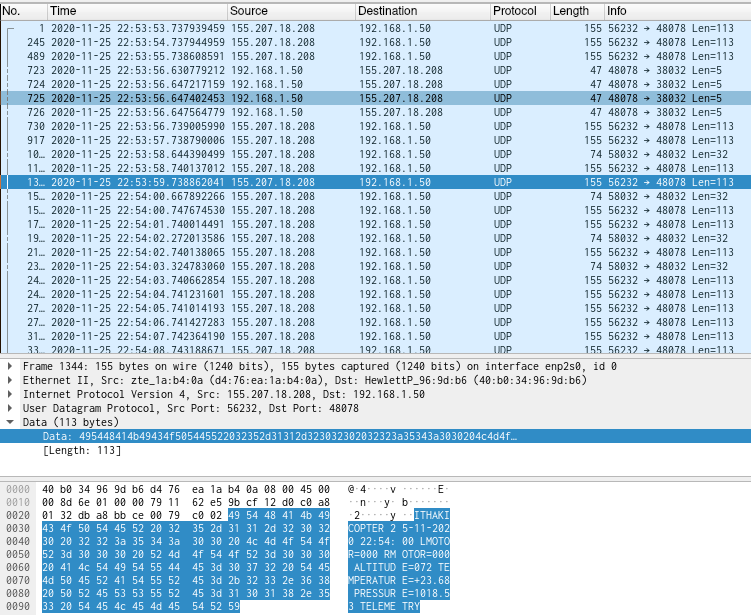 No. Time Source Destination Protocol Length Info
1 2020-11-25 22:53:53.737939459 155.207.18.208 192.168.1.50 UDP 155 56232 → 48078 Len=113
245 2020-11-25 22:53:54.737944959 155.207.18.208 192.168.1.50 UDP 155 56232 → 48078 Len=113
489 2020-11-25 22:53:55.738608591 155.207.18.208 192.168.1.50 UDP 155 56232 → 48078 Len=113
723 2020-11-25 22:53:56.630779212 192.168.1.50 155.207.18.208 UDP 47 48078 → 38032 Len=5
724 2020-11-25 22:53:56.647217159 192.168.1.50 155.207.18.208 UDP 47 48078 → 38032 Len=5
725 2020-11-25 22:53:56.647402453 192.168.1.50 155.207.18.208 UDP 47 48078 → 38032 Len=5
726 2020-11-25 22:53:56.647564779 192.168.1.50 155.207.18.208 UDP 47 48078 → 38032 Len=5
730 2020-11-25 22:53:56.739005990 155.207.18.208 192.168.1.50 UDP 155 56232 → 48078 Len=113
917 2020-11-25 22:53:57.738790006 155.207.18.208 192.168.1.50 UDP 155 56232 → 48078 Len=113
10… 2020-11-25 22:53:58.644390499 155.207.18.208 192.168.1.50 UDP 74 58032 → 48078 Len=32
11… 2020-11-25 22:53:58.740137012 155.207.18.208 192.168.1.50 UDP 155 56232 → 48078 Len=113
13… 2020-11-25 22:53:59.738862041 155.207.18.208 192.168.1.50 UDP 155 56232 → 48078 Len=113
15… 2020-11-25 22:54:00.667892266 155.207.18.208 192.168.1.50 UDP 74 58032 → 48078 Len=32
15… 2020-11-25 22:54:00.747674530 155.207.18.208 192.168.1.50 UDP 155 56232 → 48078 Len=113
17… 2020-11-25 22:54:01.740014491 155.207.18.208 192.168.1.50 UDP 155 56232 → 48078 Len=113
19… 2020-11-25 22:54:02.272013586 155.207.18.208 192.168.1.50 UDP 74 58032 → 48078 Len=32
21… 2020-11-25 22:54:02.740138065 155.207.18.208 192.168.1.50 UDP 155 56232 → 48078 Len=113
23… 2020-11-25 22:54:03.324783060 155.207.18.208 192.168.1.50 UDP 74 58032 → 48078 Len=32
24… 2020-11-25 22:54:03.740662854 155.207.18.208 192.168.1.50 UDP 155 56232 → 48078 Len=113
24… 2020-11-25 22:54:04.741231601 155.207.18.208 192.168.1.50 UDP 155 56232 → 48078 Len=113
27… 2020-11-25 22:54:05.741014193 155.207.18.208 192.168.1.50 UDP 155 56232 → 48078 Len=113
27… 2020-11-25 22:54:06.741427283 155.207.18.208 192.168.1.50 UDP 155 56232 → 48078 Len=113
31… 2020-11-25 22:54:07.742364190 155.207.18.208 192.168.1.50 UDP 155 56232 → 48078 Len=113
33… 2020-11-25 22:54:08.743188671 155.207.18.208 192.168.1.50 UDP 155 56232 → 48078 Len=113
Frame 1344: 155 bytes on wire (1240 bits), 155 bytes captured (1240 bits) on interface enp2s0, id 0
Ethernet II, Src: zte_1a:b4:0a (d4:76:ea:1a:b4:0a), Dst: HewlettP_96:9d:b6 (40:b0:34:96:9d:b6)
Internet Protocol Version 4, Src: 155.207.18.208, Dst: 192.168.1.50
User Datagram Protocol, Src Port: 56232, Dst Port: 48078
Data (113 bytes)
Data: 495448414b49434f505445522032352d31312d323032302032323a35343a3030204c4d4f…
[Length: 113]
0000 40 b0 34 96 9d b6 d4 76 ea 1a b4 0a 08 00 45 00 @·4····v ······E·
0010 00 8d 6e 01 00 00 79 11 62 e5 9b cf 12 d0 c0 a8 ··n···y· b·······
0020 01 32 db a8 bb ce 00 79 c0 02 49 54 48 41 4b 49 ·2·····y ··ITHAKI
0030 43 4f 50 54 45 52 20 32 35 2d 31 31 2d 32 30 32 COPTER 2 5-11-202
0040 30 20 32 32 3a 35 34 3a 30 30 20 4c 4d 4f 54 4f 0 22:54: 00 LMOTO
0050 52 3d 30 30 30 20 52 4d 4f 54 4f 52 3d 30 30 30 R=000 RM OTOR=000
0060 20 41 4c 54 49 54 55 44 45 3d 30 37 32 20 54 45 ALTITUD E=072 TE
0070 4d 50 45 52 41 54 55 52 45 3d 2b 32 33 2e 36 38 MPERATUR E=+23.68
0080 20 50 52 45 53 53 55 52 45 3d 31 30 31 38 2e 35 PRESSUR E=1018.5
0090 33 20 54 45 4c 45 4d 45 54 52 59 3 TELEME TRY